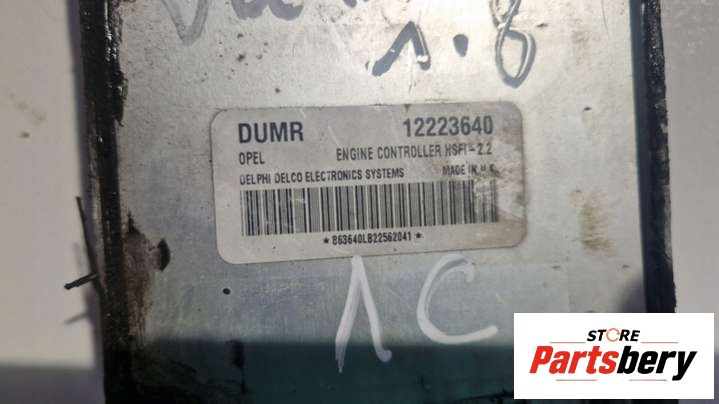 1.8
DUMR 12223640
OPEL ENGINE CONTROLLER HSFI-2.2
DELPHI DELCO ELECTRONICS SYSTEMS MADE IN U.K
* 863640LB22562041 *
1C
STORE
Partsbery